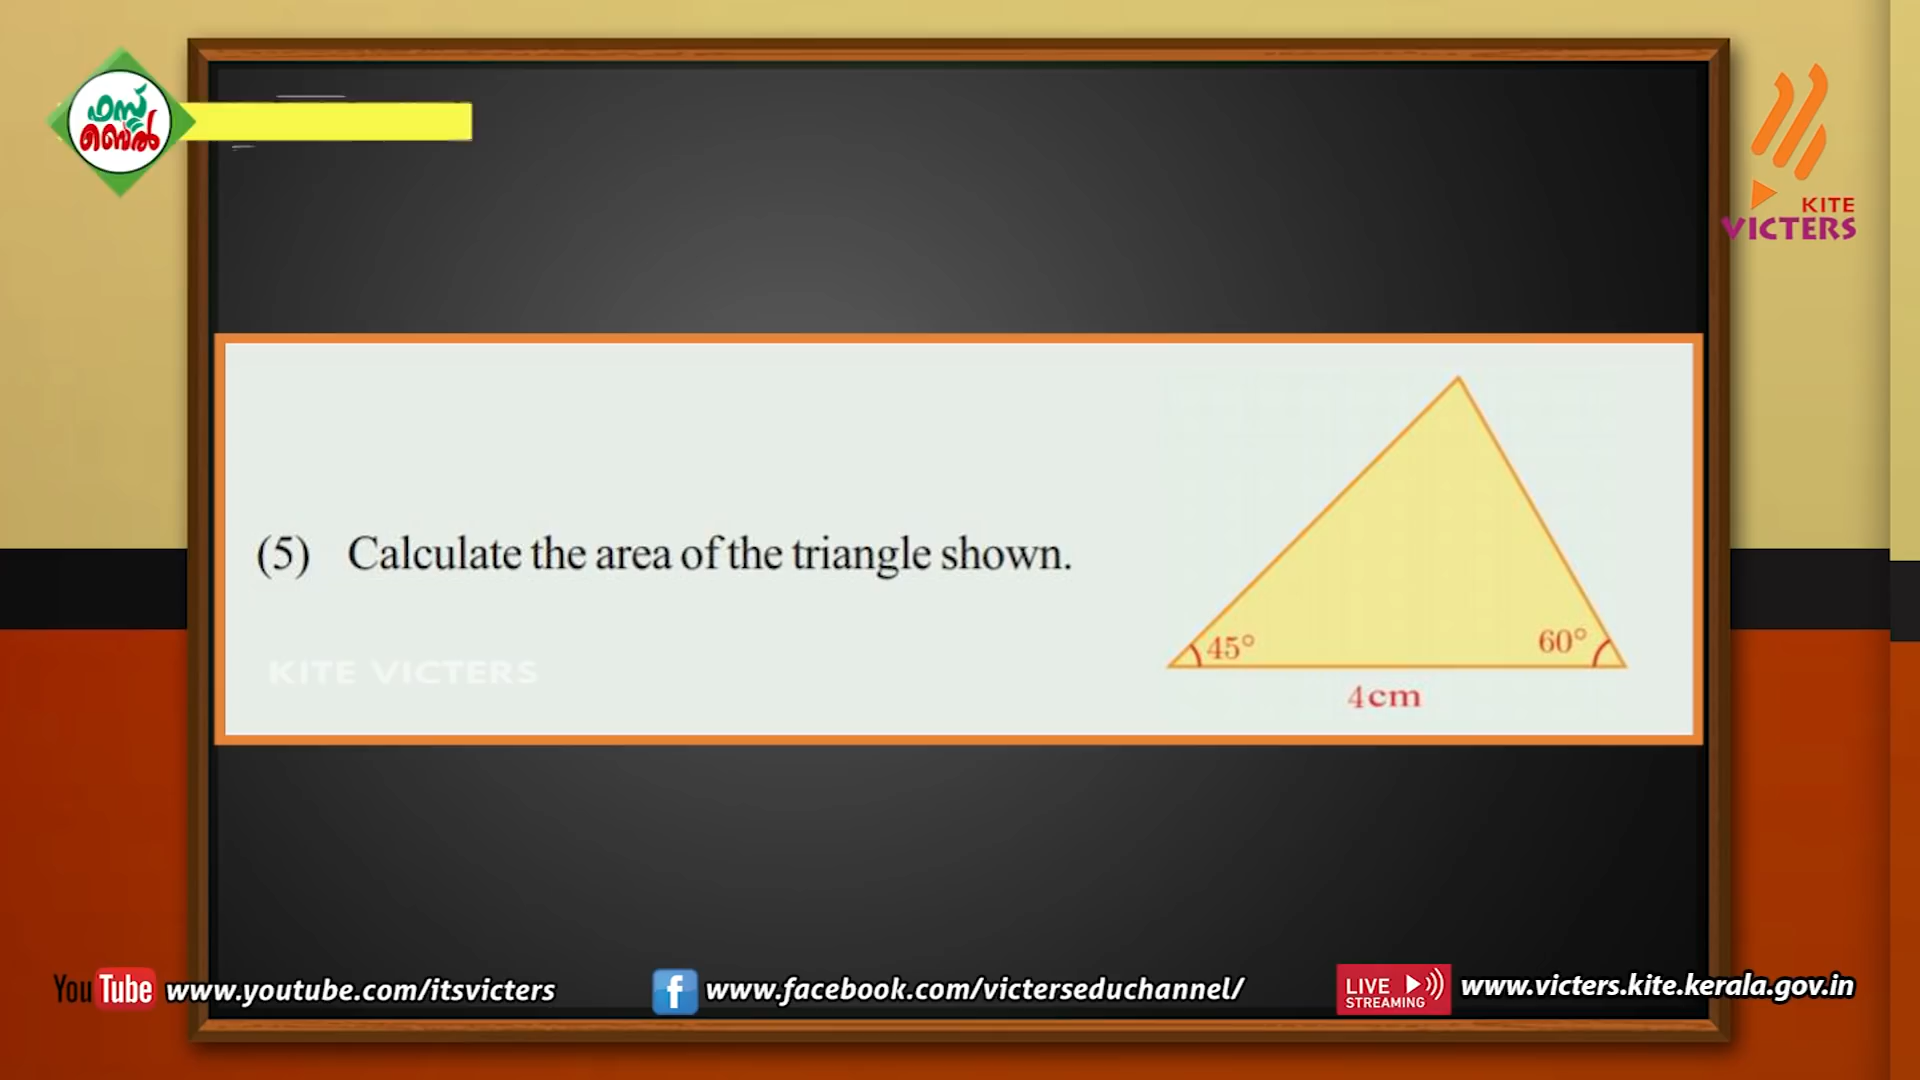 ഫസ്റ്റ്
ബെൽ
KITE
VICTERS
(5) Calculate the area of the triangle shown.
45°
60°
4cm
KITE VICTERS
You Tube www.youtube.com/itsvicters
f www.facebook.com/victerseduchannel/
LIVE
STREAMING
www.victers.kite.kerala.gov.in